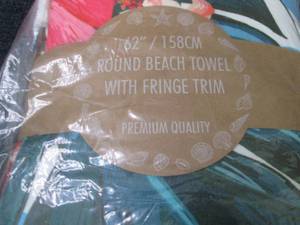 62" / 158CM
ROUND BEACH TOWEL
WITH FRINGE TRIM
PREMIUM QUALITY